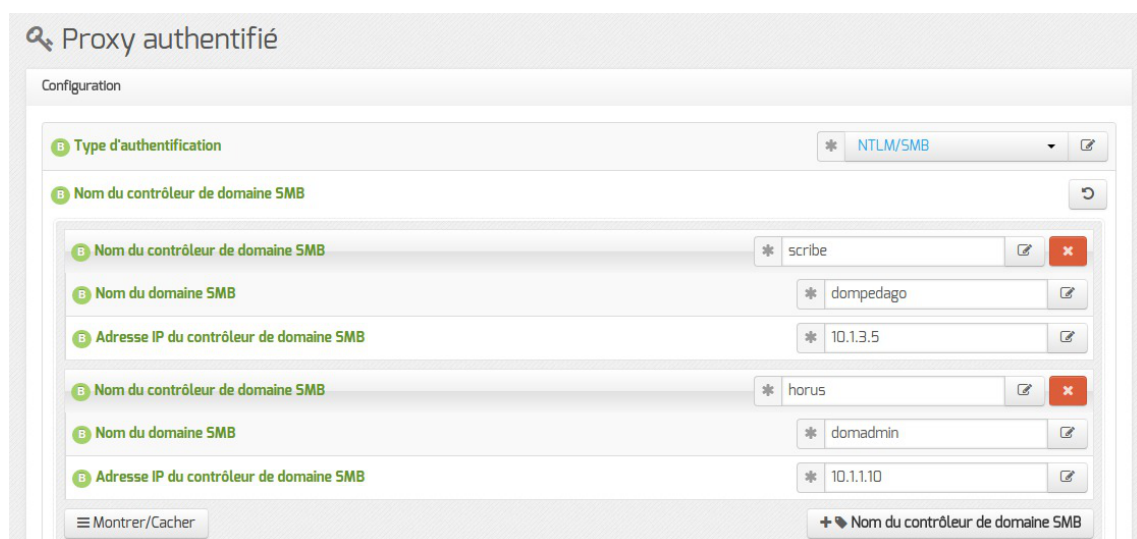 Proxy authentifié
Configuration
B Type d'authentification * NTLM/SMB
B Nom du contrôleur de domaine SMB
B Nom du contrôleur de domaine SMB * scribe
B Nom du domaine SMB * dompedago
B Adresse IP du contrôleur de domaine SMB * 10.1.3.5
B Nom du contrôleur de domaine SMB * horus
B Nom du domaine SMB * domadmin
B Adresse IP du contrôleur de domaine SMB * 10.1.1.10
Montrer/Cacher + Nom du contrôleur de domaine SMB